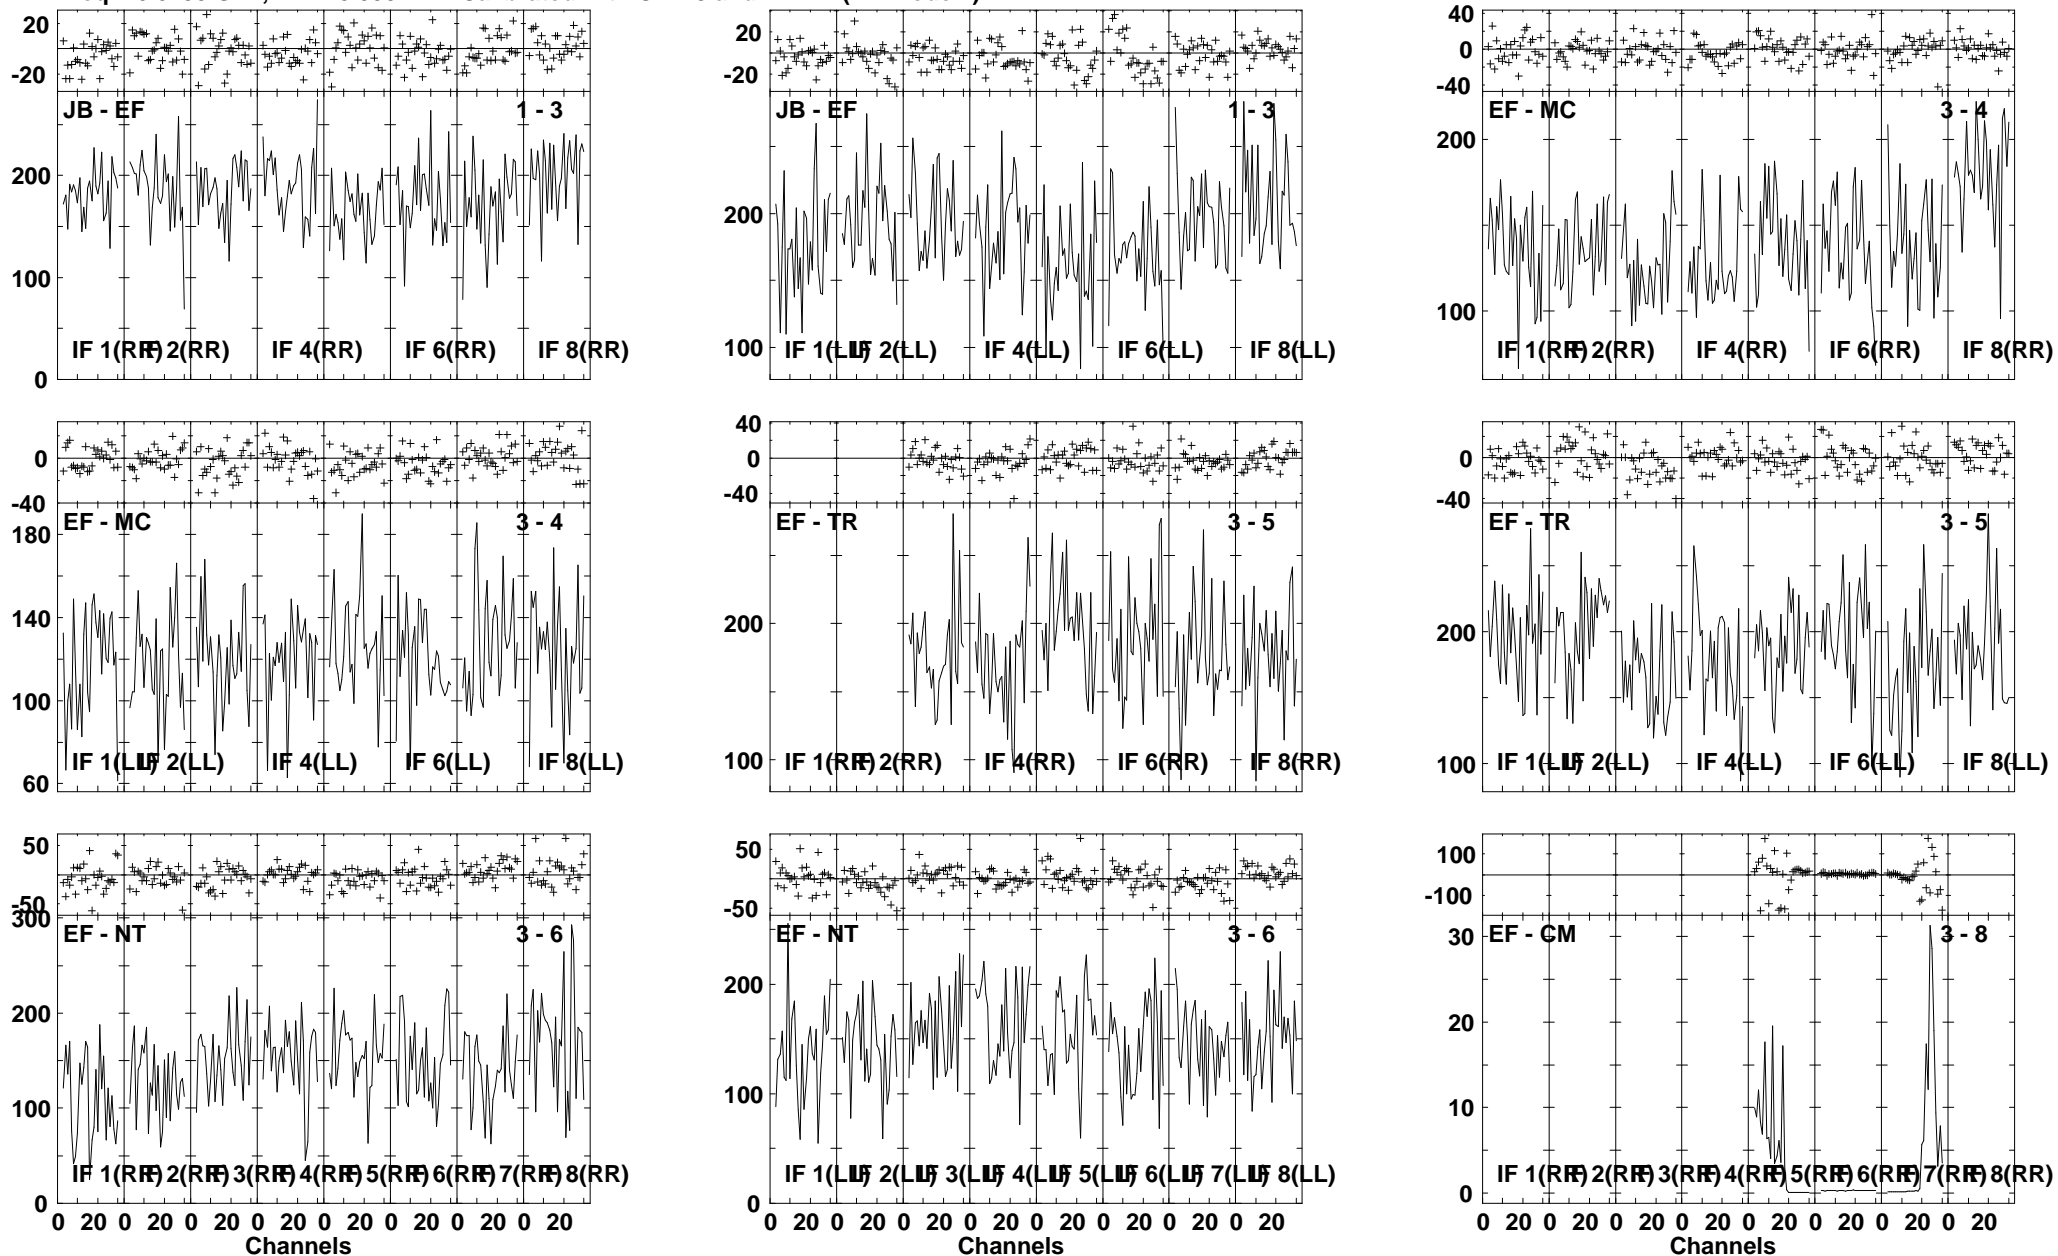 20
-20
JB - EF 1 - 3
200
100
0
IF 1(RR) IF 2(RR) IF 4(RR) IF 6(RR) IF 8(RR)
20
-20
JB - EF 1 - 3
200
100
IF 1(LL) IF 2(LL) IF 4(LL) IF 6(LL) IF 8(LL)
40
0
-40
EF - MC 3 - 4
200
100
IF 1(RR) IF 2(RR) IF 4(RR) IF 6(RR) IF 8(RR)
0
-40
EF - MC 3 - 4
180
140
100
60
IF 1(LL) IF 2(LL) IF 4(LL) IF 6(LL) IF 8(LL)
40
0
-40
EF - TR 3 - 5
200
100
IF 1(RR) IF 2(RR) IF 4(RR) IF 6(RR) IF 8(RR)
0
-40
EF - TR 3 - 5
200
100
IF 1(LL) IF 2(LL) IF 4(LL) IF 6(LL) IF 8(LL)
50
-50
EF - NT 3 - 6
300
200
100
0
IF 1(RR) IF 2(RR) IF 3(RR) IF 4(RR) IF 5(RR) IF 6(RR) IF 7(RR) IF 8(RR)
0 20 0 20 0 20 0 20 0 20 0 20 0 20 0 20
Channels
50
-50
EF - NT 3 - 6
200
100
0
IF 1(LL) IF 2(LL) IF 3(LL) IF 4(LL) IF 5(LL) IF 6(LL) IF 7(LL) IF 8(LL)
0 20 0 20 0 20 0 20 0 20 0 20 0 20 0 20
Channels
100
-100
EF - CM 3 - 8
30
20
10
0
IF 1(RR) IF 2(RR) IF 3(RR) IF 4(RR) IF 5(RR) IF 6(RR) IF 7(RR) IF 8(RR)
0 20 0 20 0 20 0 20 0 20 0 20 0 20 0 20
Channels